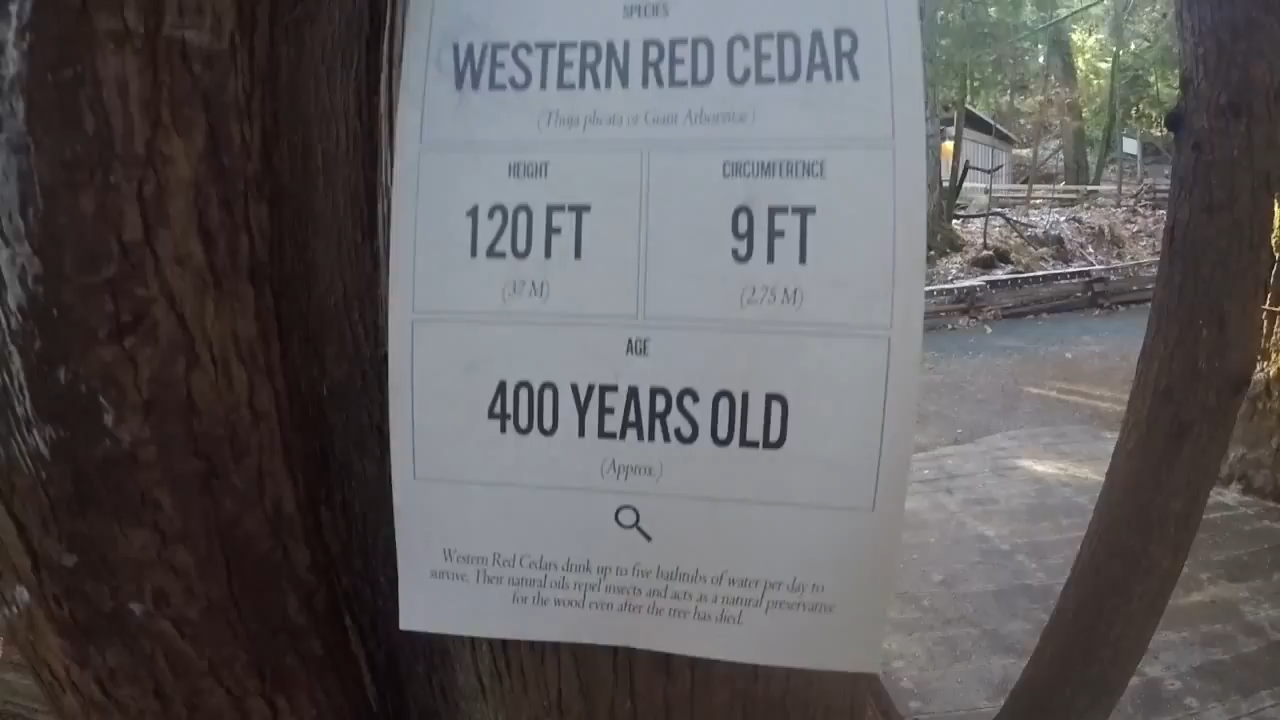 SPECIES
WESTERN RED CEDAR
(Thuja plicata or Giant Arborvitae)
HEIGHT
CIRCUMFERENCE
120 FT
9 FT
(37 M)
(2.75 M)
AGE
400 YEARS OLD
(Approx.)
Western Red Cedars drink up to five bathtubs of water per day to
survive. Their natural oils repel insects and acts as a natural preservative
for the wood even after the tree has died.